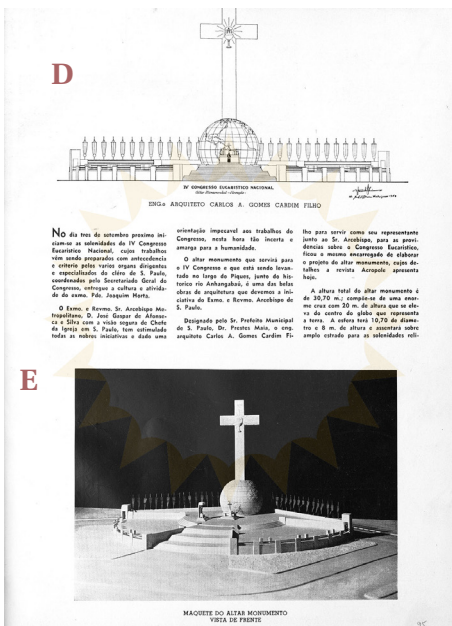 D
IV CONGRESSO EUCARISTICO NACIONAL
ENG.o ARQUITETO CARLOS A. GOMES CARDIM FILHO
No dia tres de setembro proximo ini-
ciam-se as solenidades do IV Congresso
Eucaristico Nacional, cujos trabalhos
vêm sendo preparados com antecedencia
e criterio pelos varios organs dirigentes
e especialisados do cléro de S. Paulo,
coordenados pelo Secretariado Geral do
Congresso, entregue a cultura e ativida-
de do exmo. Pde. Joaquim Horta.
O Exmo. e Revmo. Sr. Arcebispo Me-
tropolitano, D. José Gaspar de Afonse-
ca e Silva com a visão segura de Chefe
da Igreja em S. Paulo, tem estimulado
todas as nobres iniciativas e dado uma
orientação impecavel aos trabalhos do
Congresso, nesta hora tão incerta e
amarga para a humanidade.
O altar monumento que servirá para
o IV Congresso e que está sendo levan-
tado no largo do Piques, junto do his-
torico rio Anhangabaú, é uma das belas
obras de arquitetura que devemos a ini-
ciativa do Exmo. e Revmo. Arcebispo de
S. Paulo.
Designado pelo Sr. Prefeito Municipal
de S. Paulo, Dr. Prestes Maia, o eng.
arquiteto Carlos A. Gomes Cardim Fi-
lho para servir como seu representante
junto ao Sr. Arcebispo, para as provi-
dências sobre o Congresso Eucaristico,
ficou o mesmo encarregado de elaborar
o projeto do altar monumento, cujos de-
talhes a revista Acropole apresenta
hoje.
A altura total do altar monumento é
de 30,70 m.; compõe-se de uma enor-
me cruz com 20 m. de altura que se ele-
va do centro do globo que representa
a terra. A esfera terá 10,70 de diame-
tro e 8 m. de altura e assentará sobre
amplo estrado para as solenidades reli-
E
MAQUETE DO ALTAR MONUMENTO
VISTA DE FRENTE
95